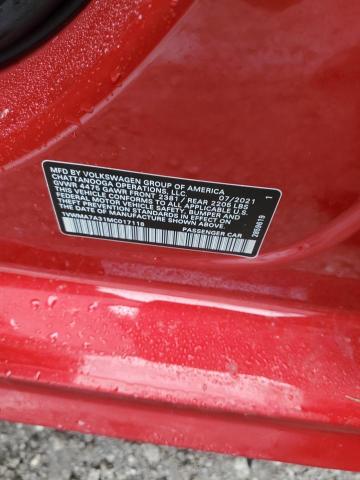 MFD BY VOLKSWAGEN GROUP OF AMERICA
CHATTANOOGA OPERATIONS, LLC. 07/2021 1
GVWR 4475 GAWR FRONT 2381 / REAR 2205 LBS
THIS VEHICLE CONFORMS TO ALL APPLICABLE U.S.
FEDERAL MOTOR VEHICLE SAFETY, BUMPER AND
THEFT PREVENTION STANDARDS IN EFFECT ON THE
DATE OF MANUFACTURE SHOWN ABOVE.
1VWMA7A31MC017118 PASSENGER CAR